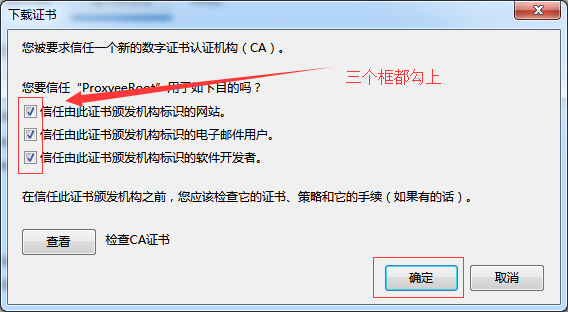 下载证书
您被要求信任一个新的数字证书认证机构（CA）。
您要信任“ProxyeeRoot”用于如下目的吗？
三个框都勾上
信任由此证书颁发机构标识的网站。
信任由此证书颁发机构标识的电子邮件用户。
信任由此证书颁发机构标识的软件开发者。
在信任此证书颁发机构之前，您应该检查它的证书、策略和它的手续（如果有的话）。
查看 检查CA证书
确定 取消